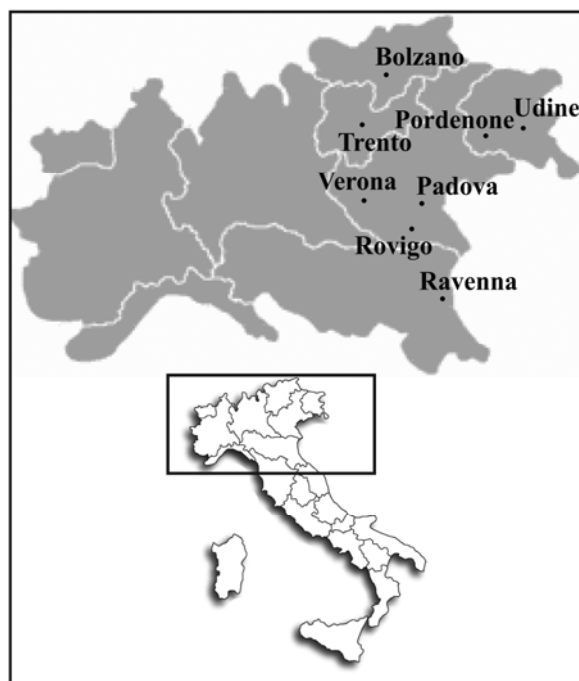 Bolzano
Udine
Pordenone
Trento
Verona
Padova
Rovigo
Ravenna